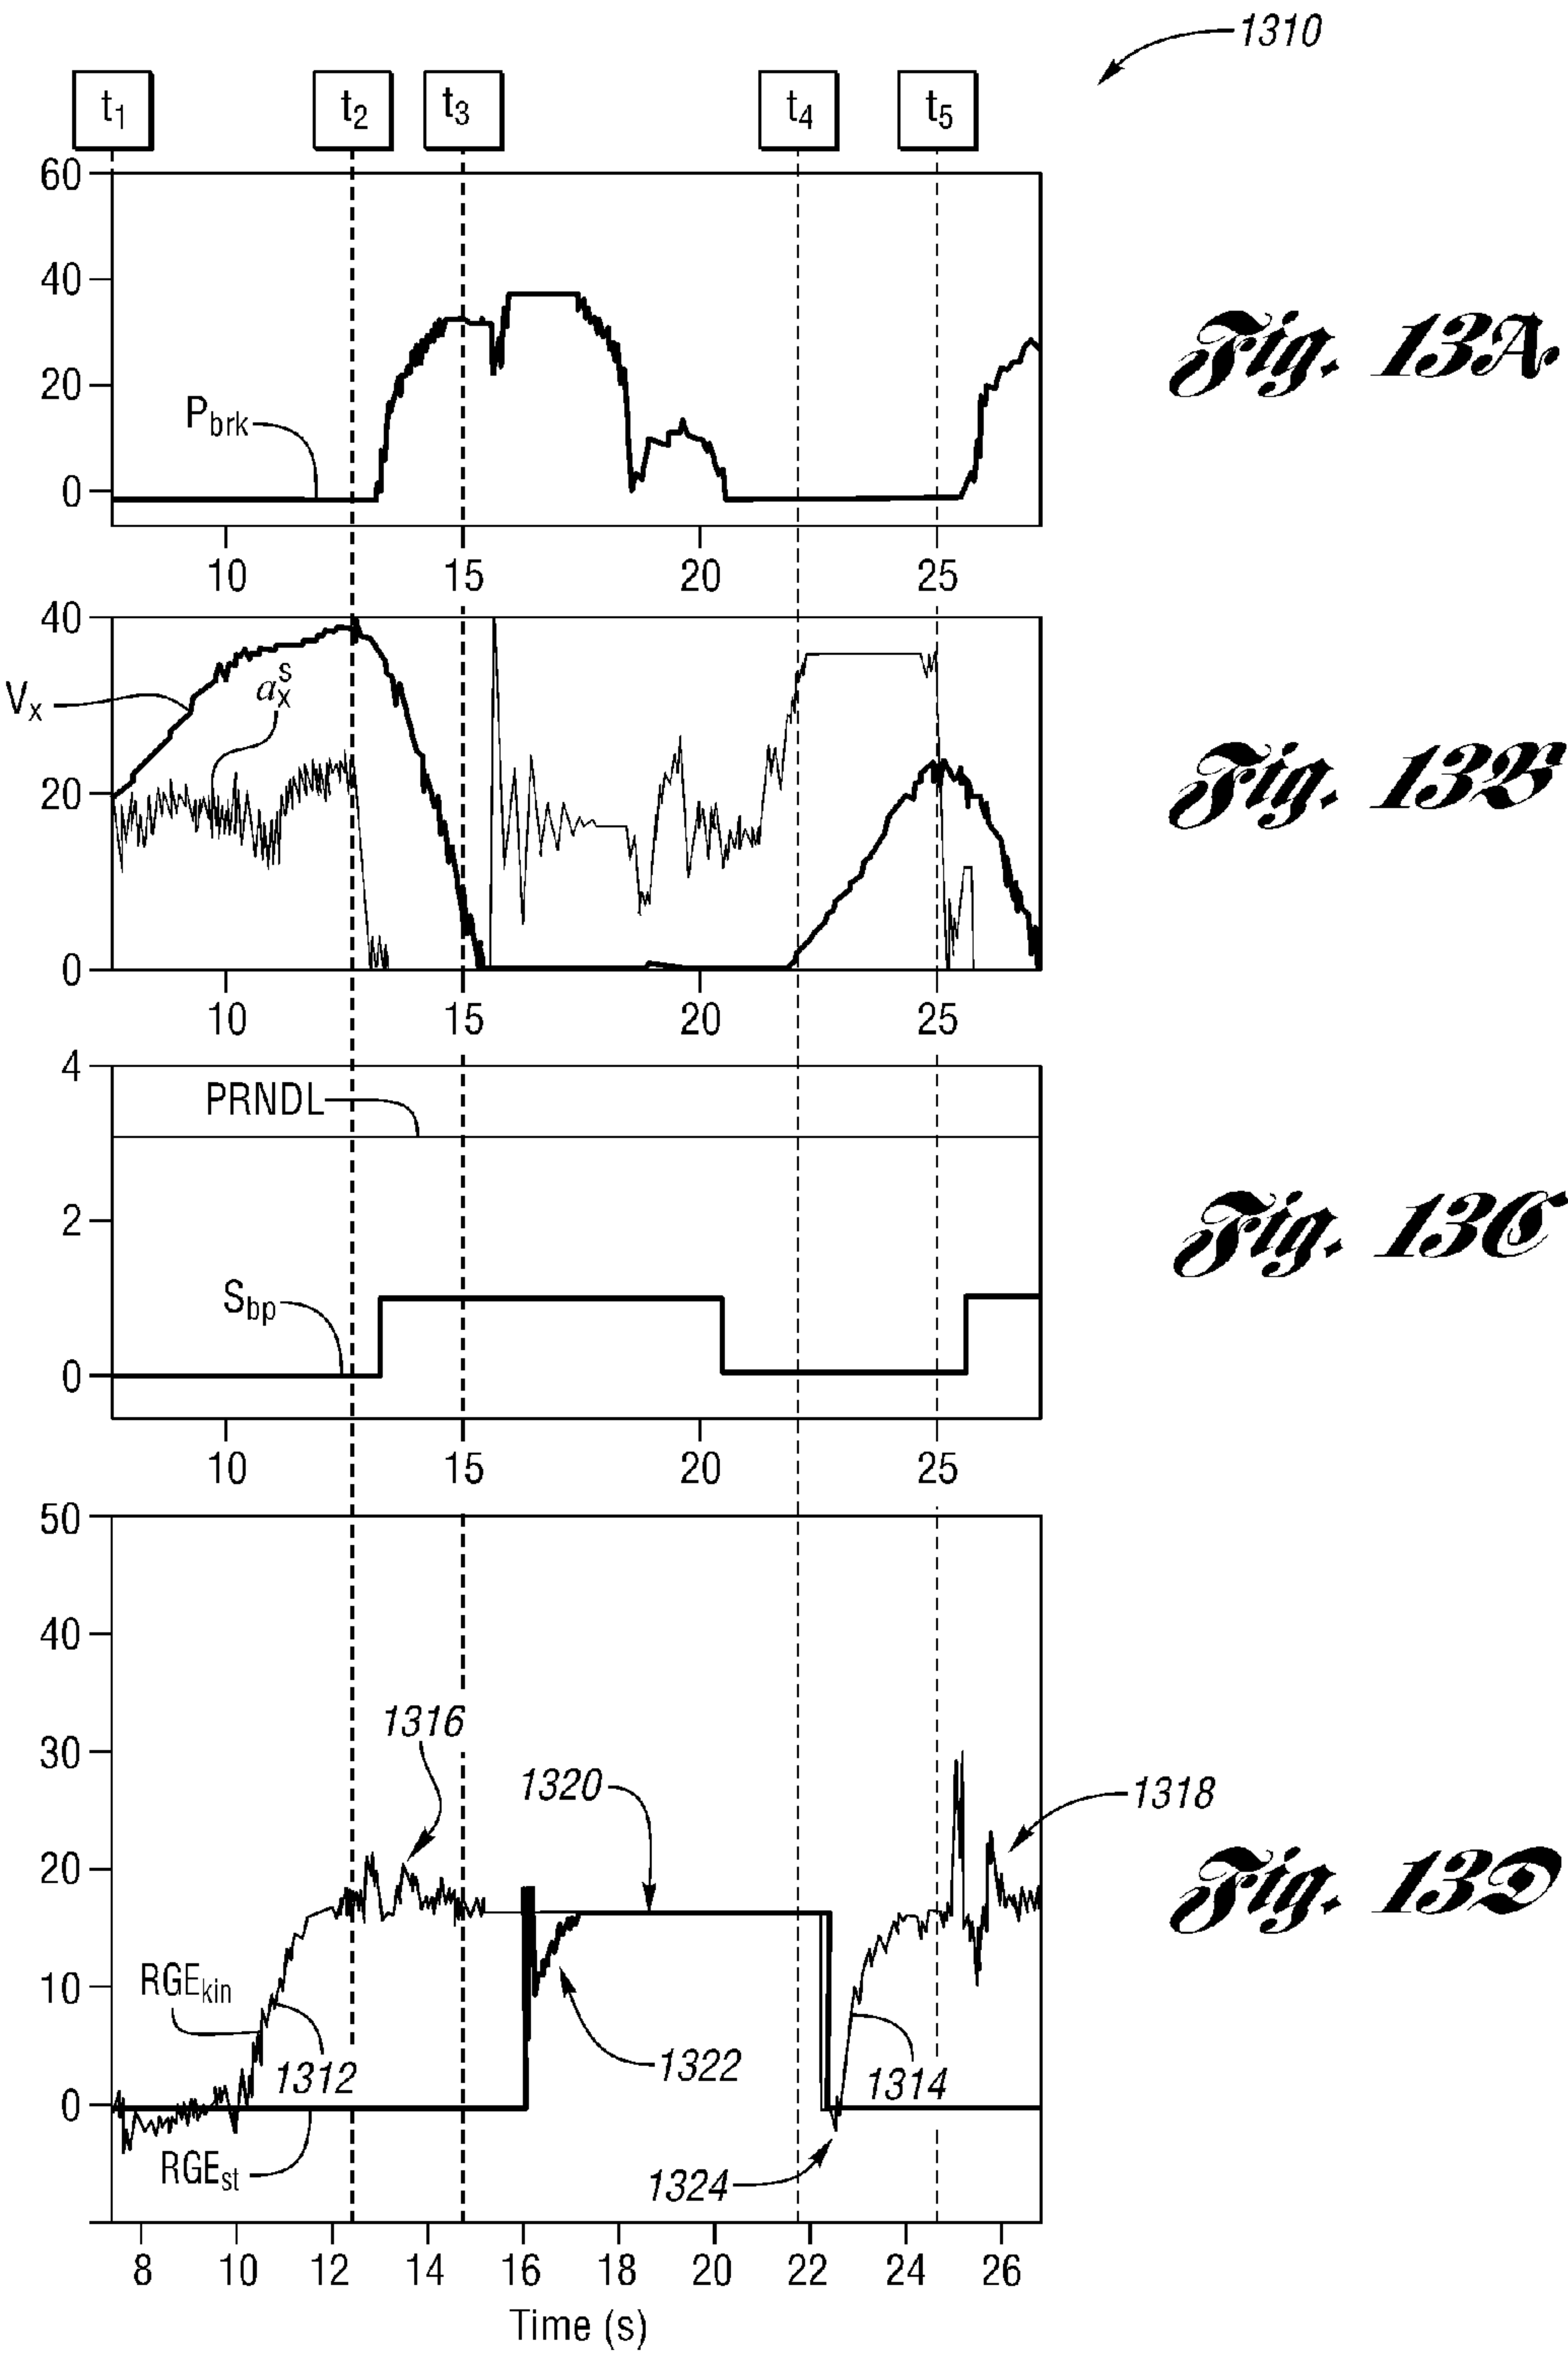 1310
t1 t2 t3 t4 t5
60
40
20
0
Pbrk
10 15 20 25
Fig. 13A.
40
20
0
Vx
axs
10 15 20 25
Fig. 13B
4
2
0
PRNDL
Sbp
10 15 20 25
Fig. 13C
50
40
30
20
10
0
1316
1320
1318
RGEkin
1312
1322
1314
RGEst
1324
8 10 12 14 16 18 20 22 24 26
Time (s)
Fig. 13D